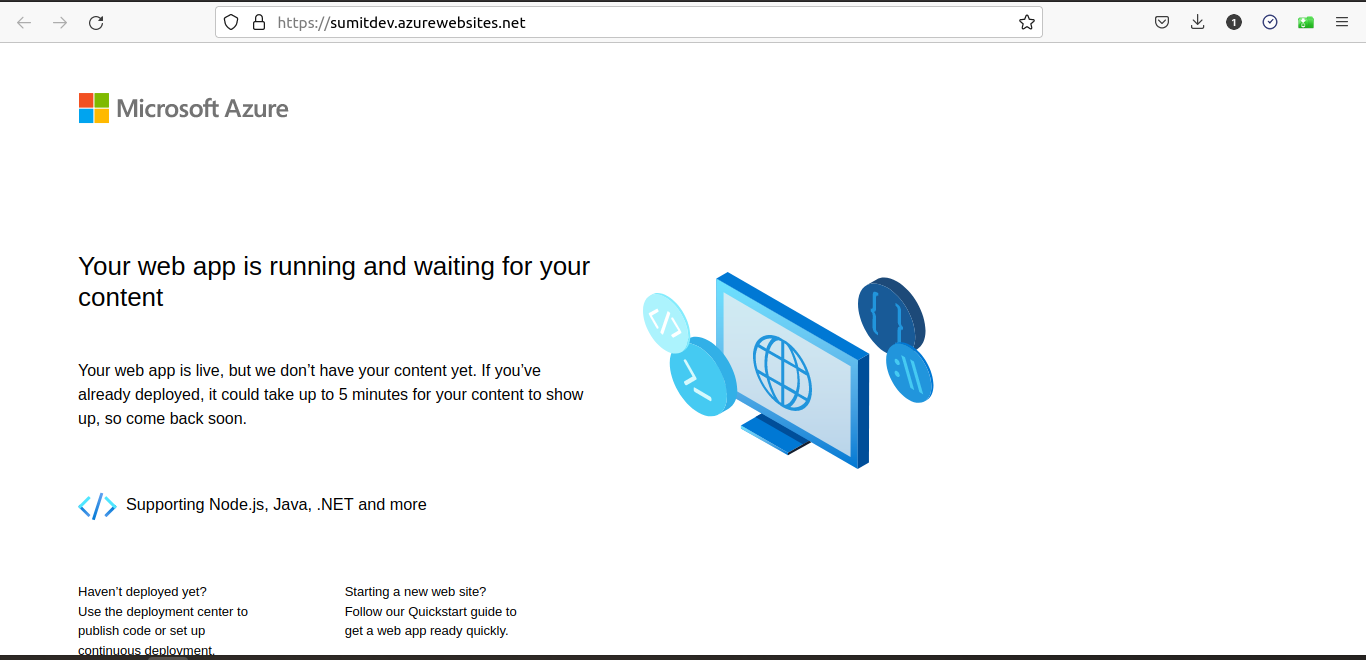 https://sumitdev.azurewebsites.net
1
Microsoft Azure
Your web app is running and waiting for your
content
Your web app is live, but we don’t have your content yet. If you’ve
already deployed, it could take up to 5 minutes for your content to show
up, so come back soon.
Supporting Node.js, Java, .NET and more
Haven’t deployed yet?
Use the deployment center to
publish code or set up
continuous deployment.
Starting a new web site?
Follow our Quickstart guide to
get a web app ready quickly.